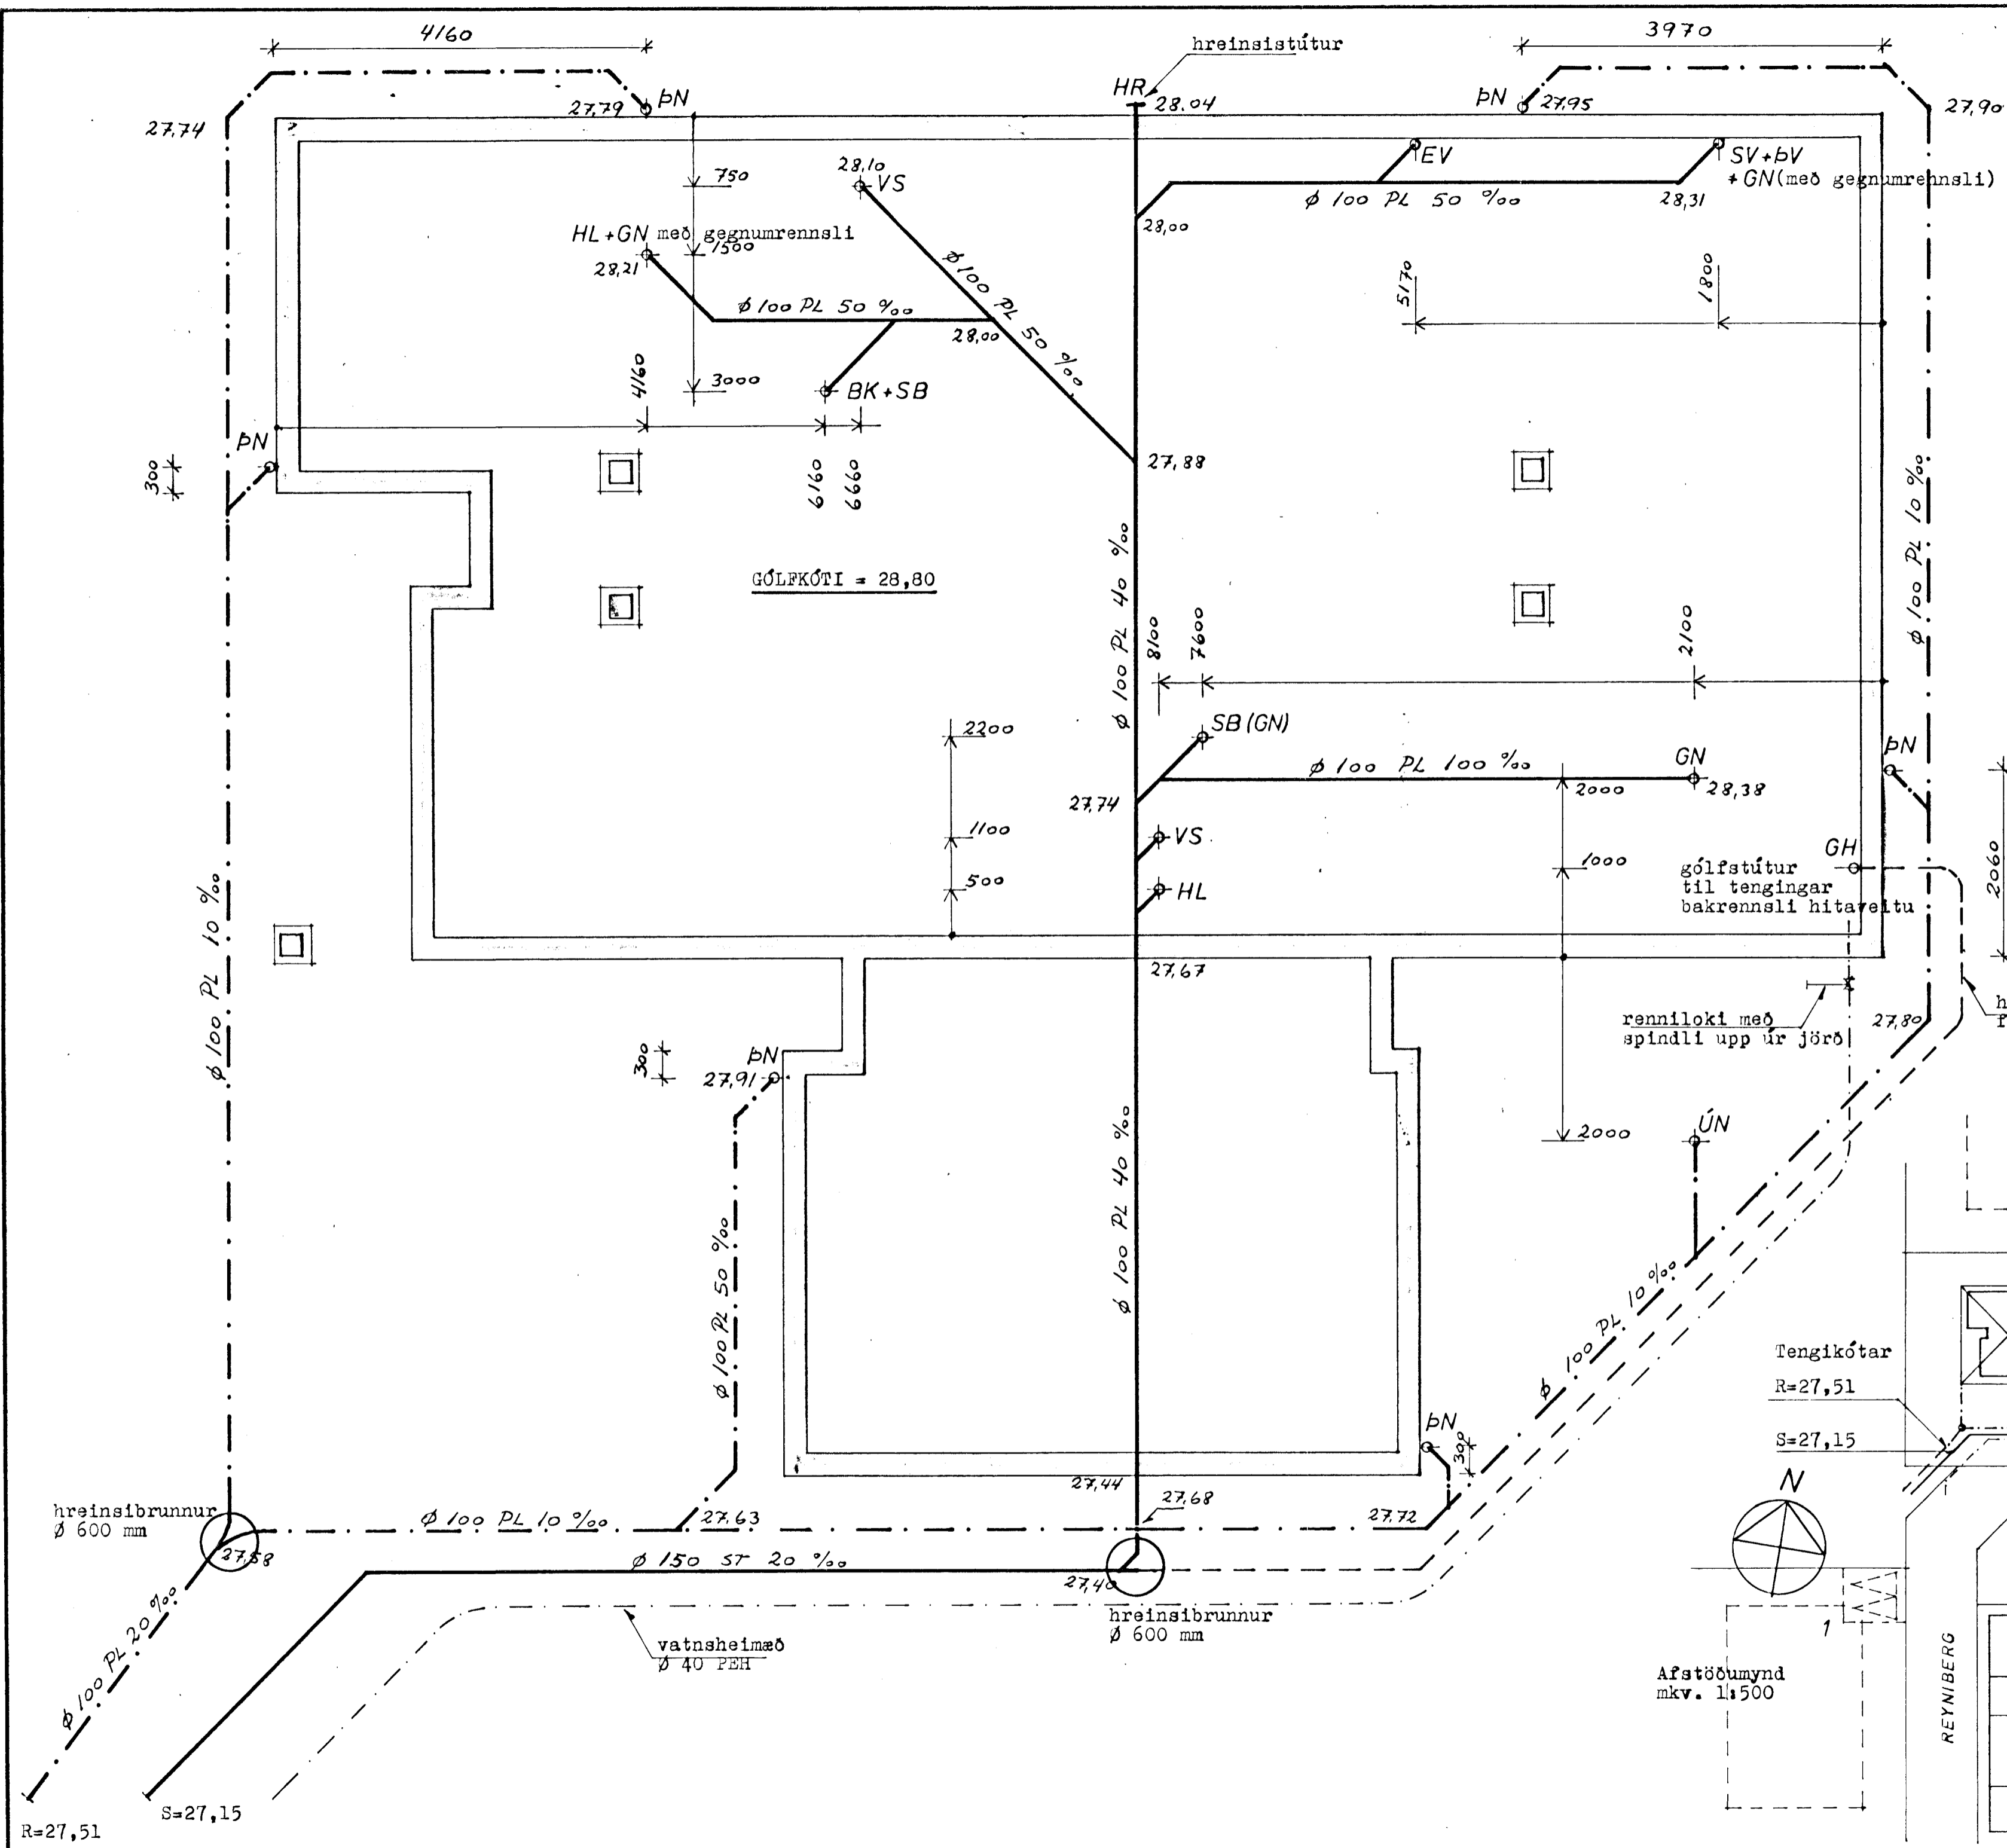 4160
3970
hreinsistútur
HR
28.04
27,79
ÞN
ÞN
27,95
27,90
27,74
750
28,10
VS
EV
SV+ÞV
+ GN (með gegnumrennsli)
Ø 100 PL 50 ‰
28,31
28,00
HL+GN með gegnumrennsli
1500
28,21
Ø 100 PL 50 ‰
Ø 100 PL 50 ‰
28,00
5170
1800
4160
3000
BK+SB
ÞN
300
6160
6660
27,88
Ø 100 PL 10 ‰
Ø 100 PL 40 ‰
GÓLFKÓTI = 28,80
8100
7600
2100
2200
SB (GN)
ÞN
Ø 100 PL 100 ‰
GN
28,38
2000
27,74
1100
VS
1000
GH
2060
gólfstútur
til tengingar
bakrennsli hitaveitu
500
HL
Ø 100 PL 10 ‰
27,67
renniloki með
spindli upp úr jörð
27,80
h
f
300
ÞN
27,91
2000
ÚN
Ø 100 PL 40 ‰
Ø 100 PL 50 ‰
Ø 100 PL 10 ‰
Tengikótar
R=27,51
S=27,15
ÞN
300
27,44
27,68
27,72
N
hreinsibrunnur
Ø 600 mm
Ø 100 PL 10 ‰
27,63
27,58
Ø 150 ST 20 ‰
27,40
hreinsibrunnur
Ø 600 mm
vatnsheimæð
Ø 40 PEH
1
Afstöðumynd
mkv. 1:500
REYNIBERG
Ø 100 PL 20 ‰
S=27,15
R=27,51